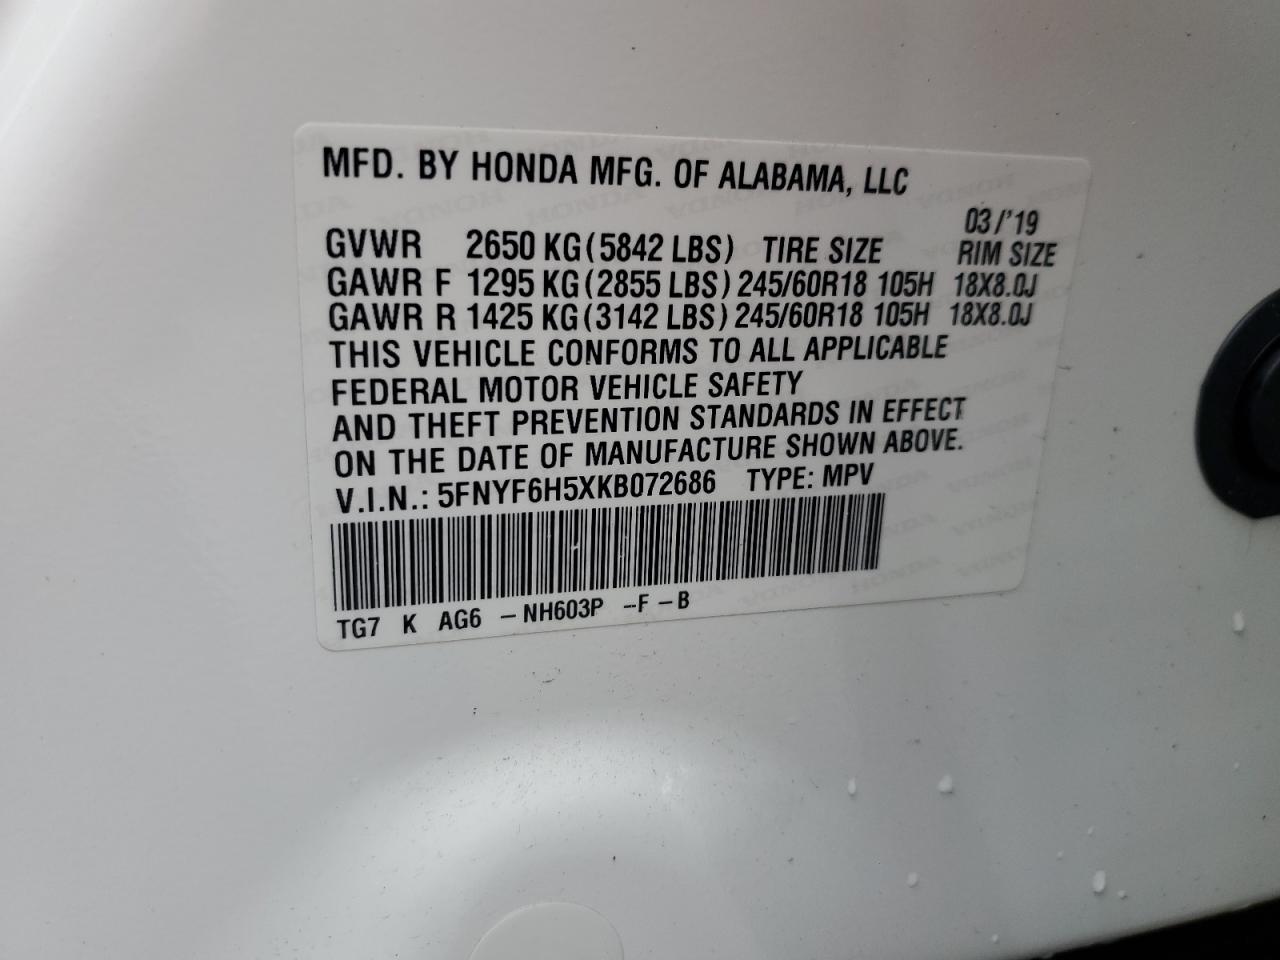 MFD. BY HONDA MFG. OF ALABAMA, LLC
03/'19
GVWR 2650 KG (5842 LBS) TIRE SIZE RIM SIZE
GAWR F 1295 KG (2855 LBS) 245/60R18 105H 18X8.0J
GAWR R 1425 KG (3142 LBS) 245/60R18 105H 18X8.0J
THIS VEHICLE CONFORMS TO ALL APPLICABLE
FEDERAL MOTOR VEHICLE SAFETY
AND THEFT PREVENTION STANDARDS IN EFFECT
ON THE DATE OF MANUFACTURE SHOWN ABOVE.
V.I.N.: 5FNYF6H5XKB072686 TYPE: MPV
TG7 K AG6 –NH603P –F –B